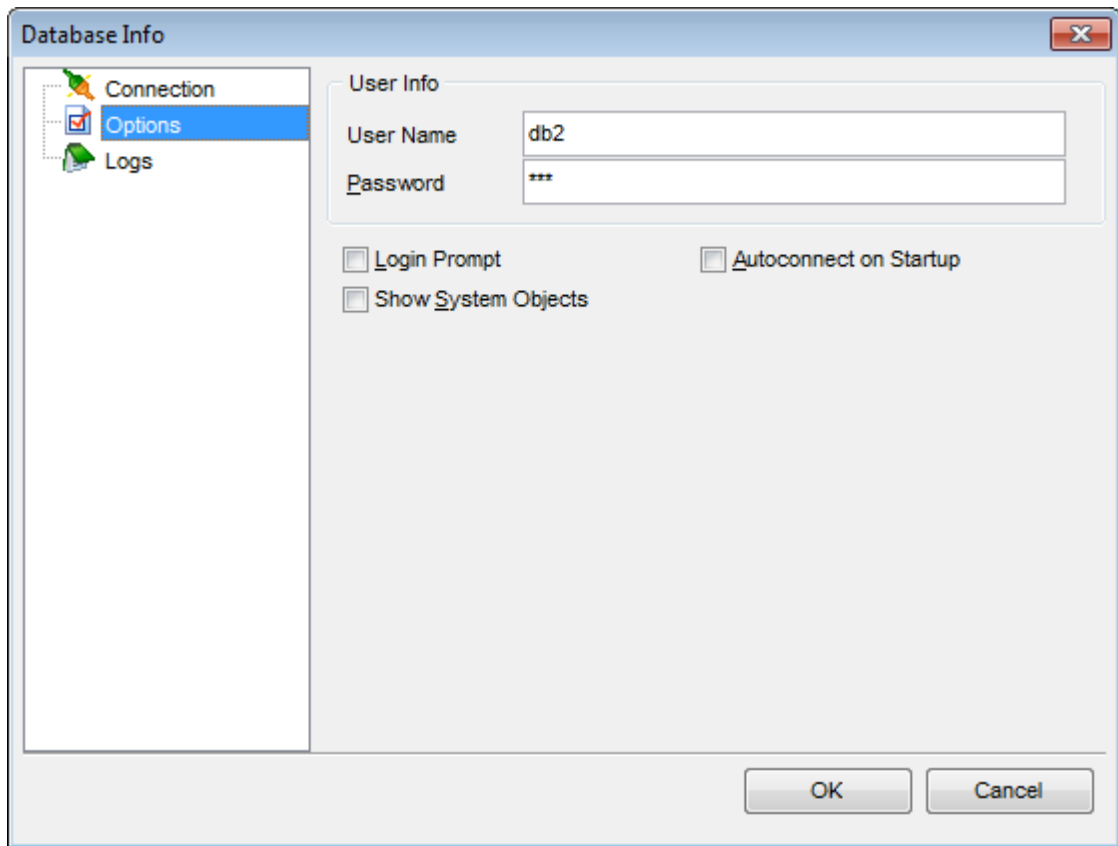 Database Info
Connection
Options
Logs
User Info
User Name
db2
Password
***
Login Prompt
Autoconnect on Startup
Show System Objects
OK
Cancel